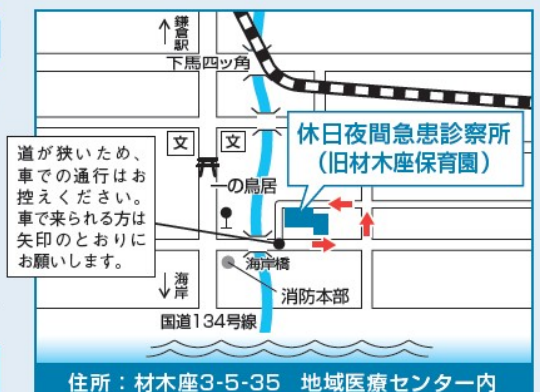 鎌倉駅
下馬四ッ角
文
文
休日夜間急患診察所
（旧材木座保育園）
道が狭いため、
車での通行はお
控えください。
車で来られる方は
矢印のとおりに
お願いします。
一の鳥居
海岸橋
海岸
消防本部
国道134号線
住所：材木座3-5-35 地域医療センター内